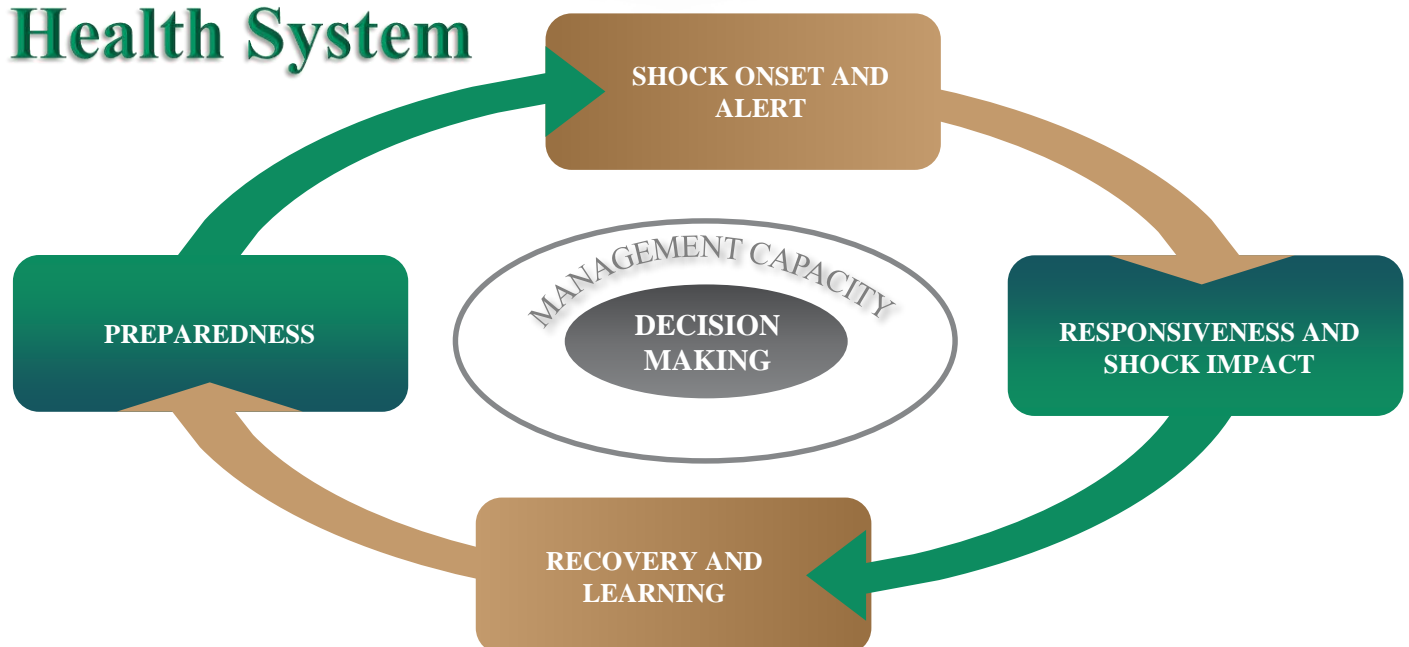 Health System
SHOCK ONSET AND
ALERT
MANAGEMENT CAPACITY
DECISION
MAKING
PREPAREDNESS
RESPONSIVENESS AND
SHOCK IMPACT
RECOVERY AND
LEARNING